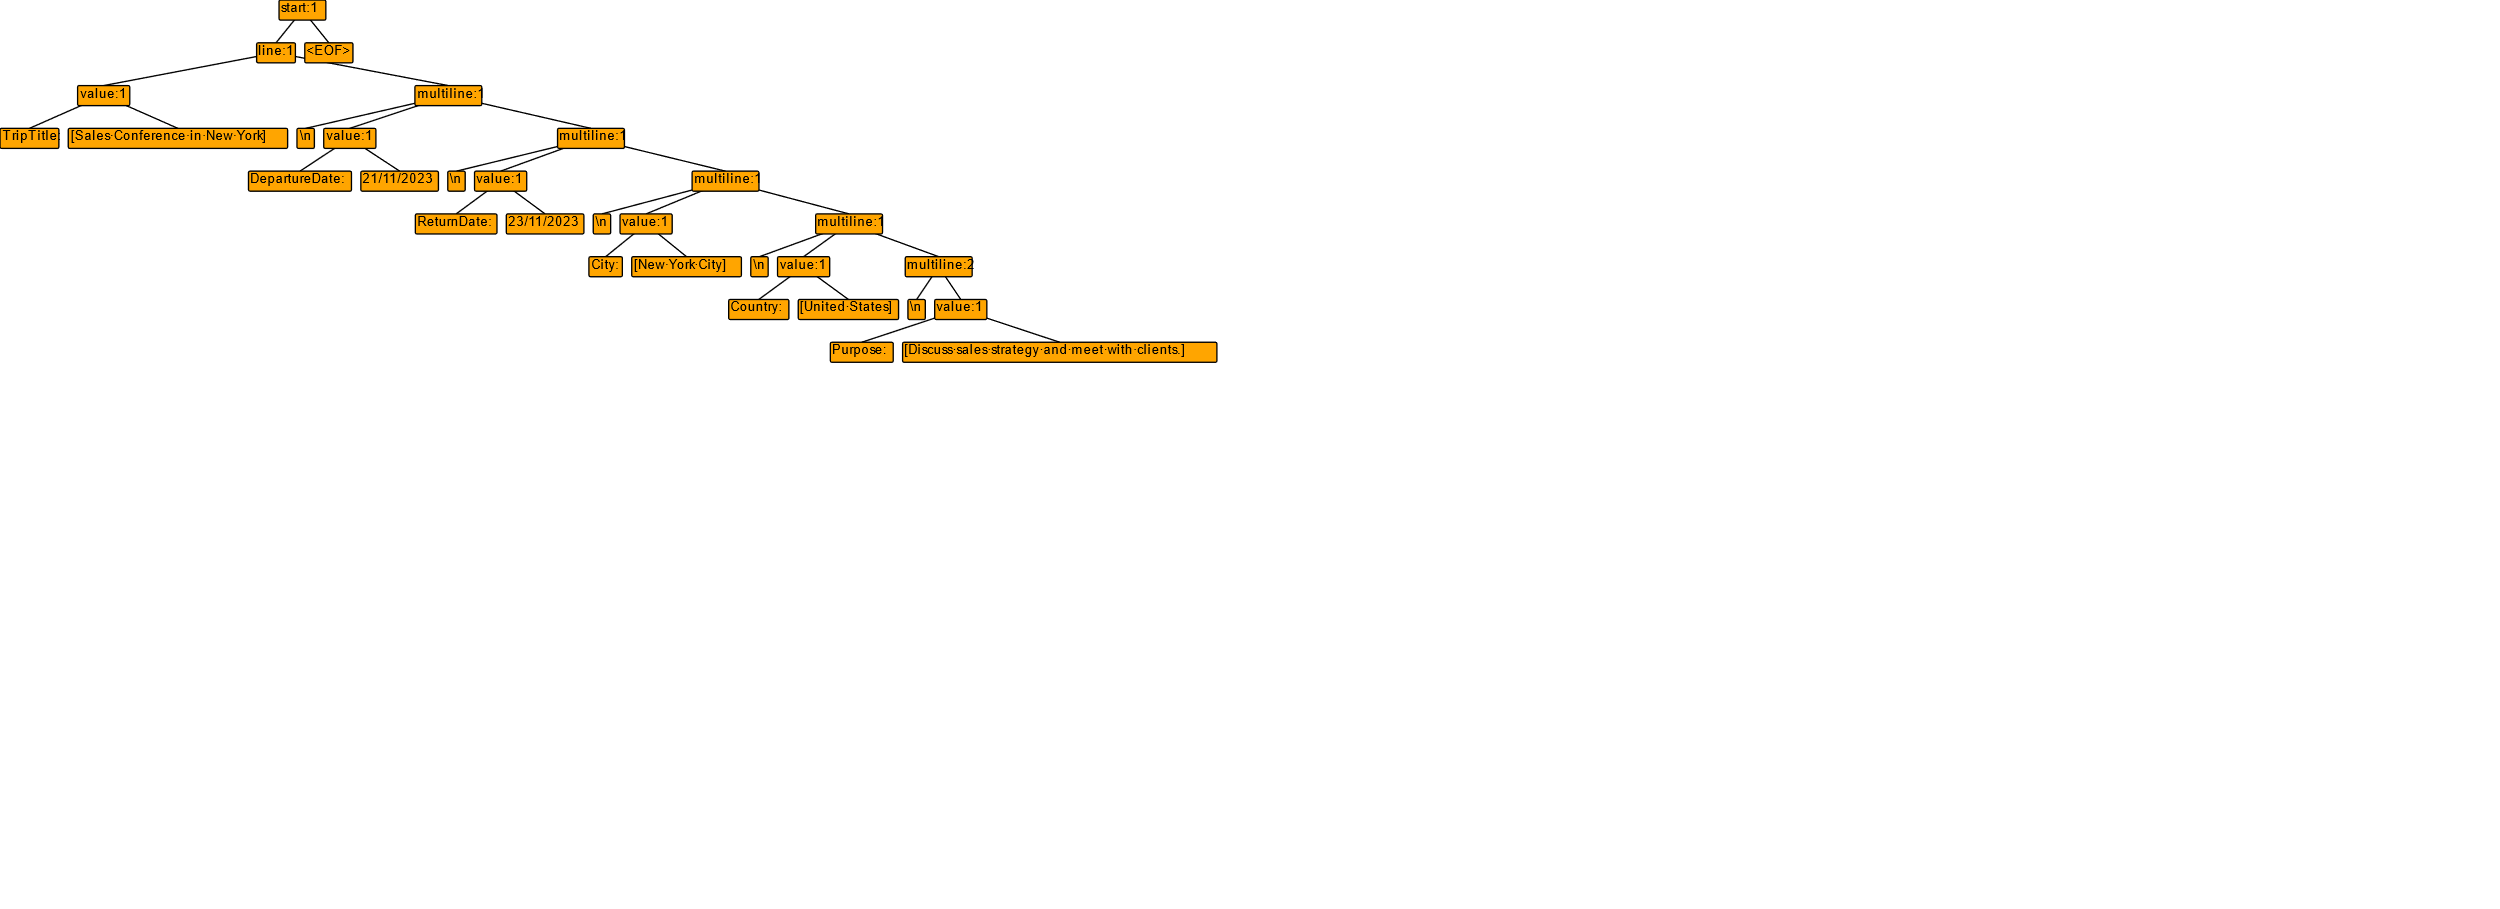 start:1
line:1 <EOF>
value:1 multiline:1
TripTitle: [Sales·Conference·in·New·York] \n value:1 multiline:1
DepartureDate: 21/11/2023 \n value:1 multiline:1
ReturnDate: 23/11/2023 \n value:1 multiline:1
City: [New·York·City] \n value:1 multiline:2
Country: [United·States] \n value:1
Purpose: [Discuss·sales·strategy·and·meet·with·clients.]